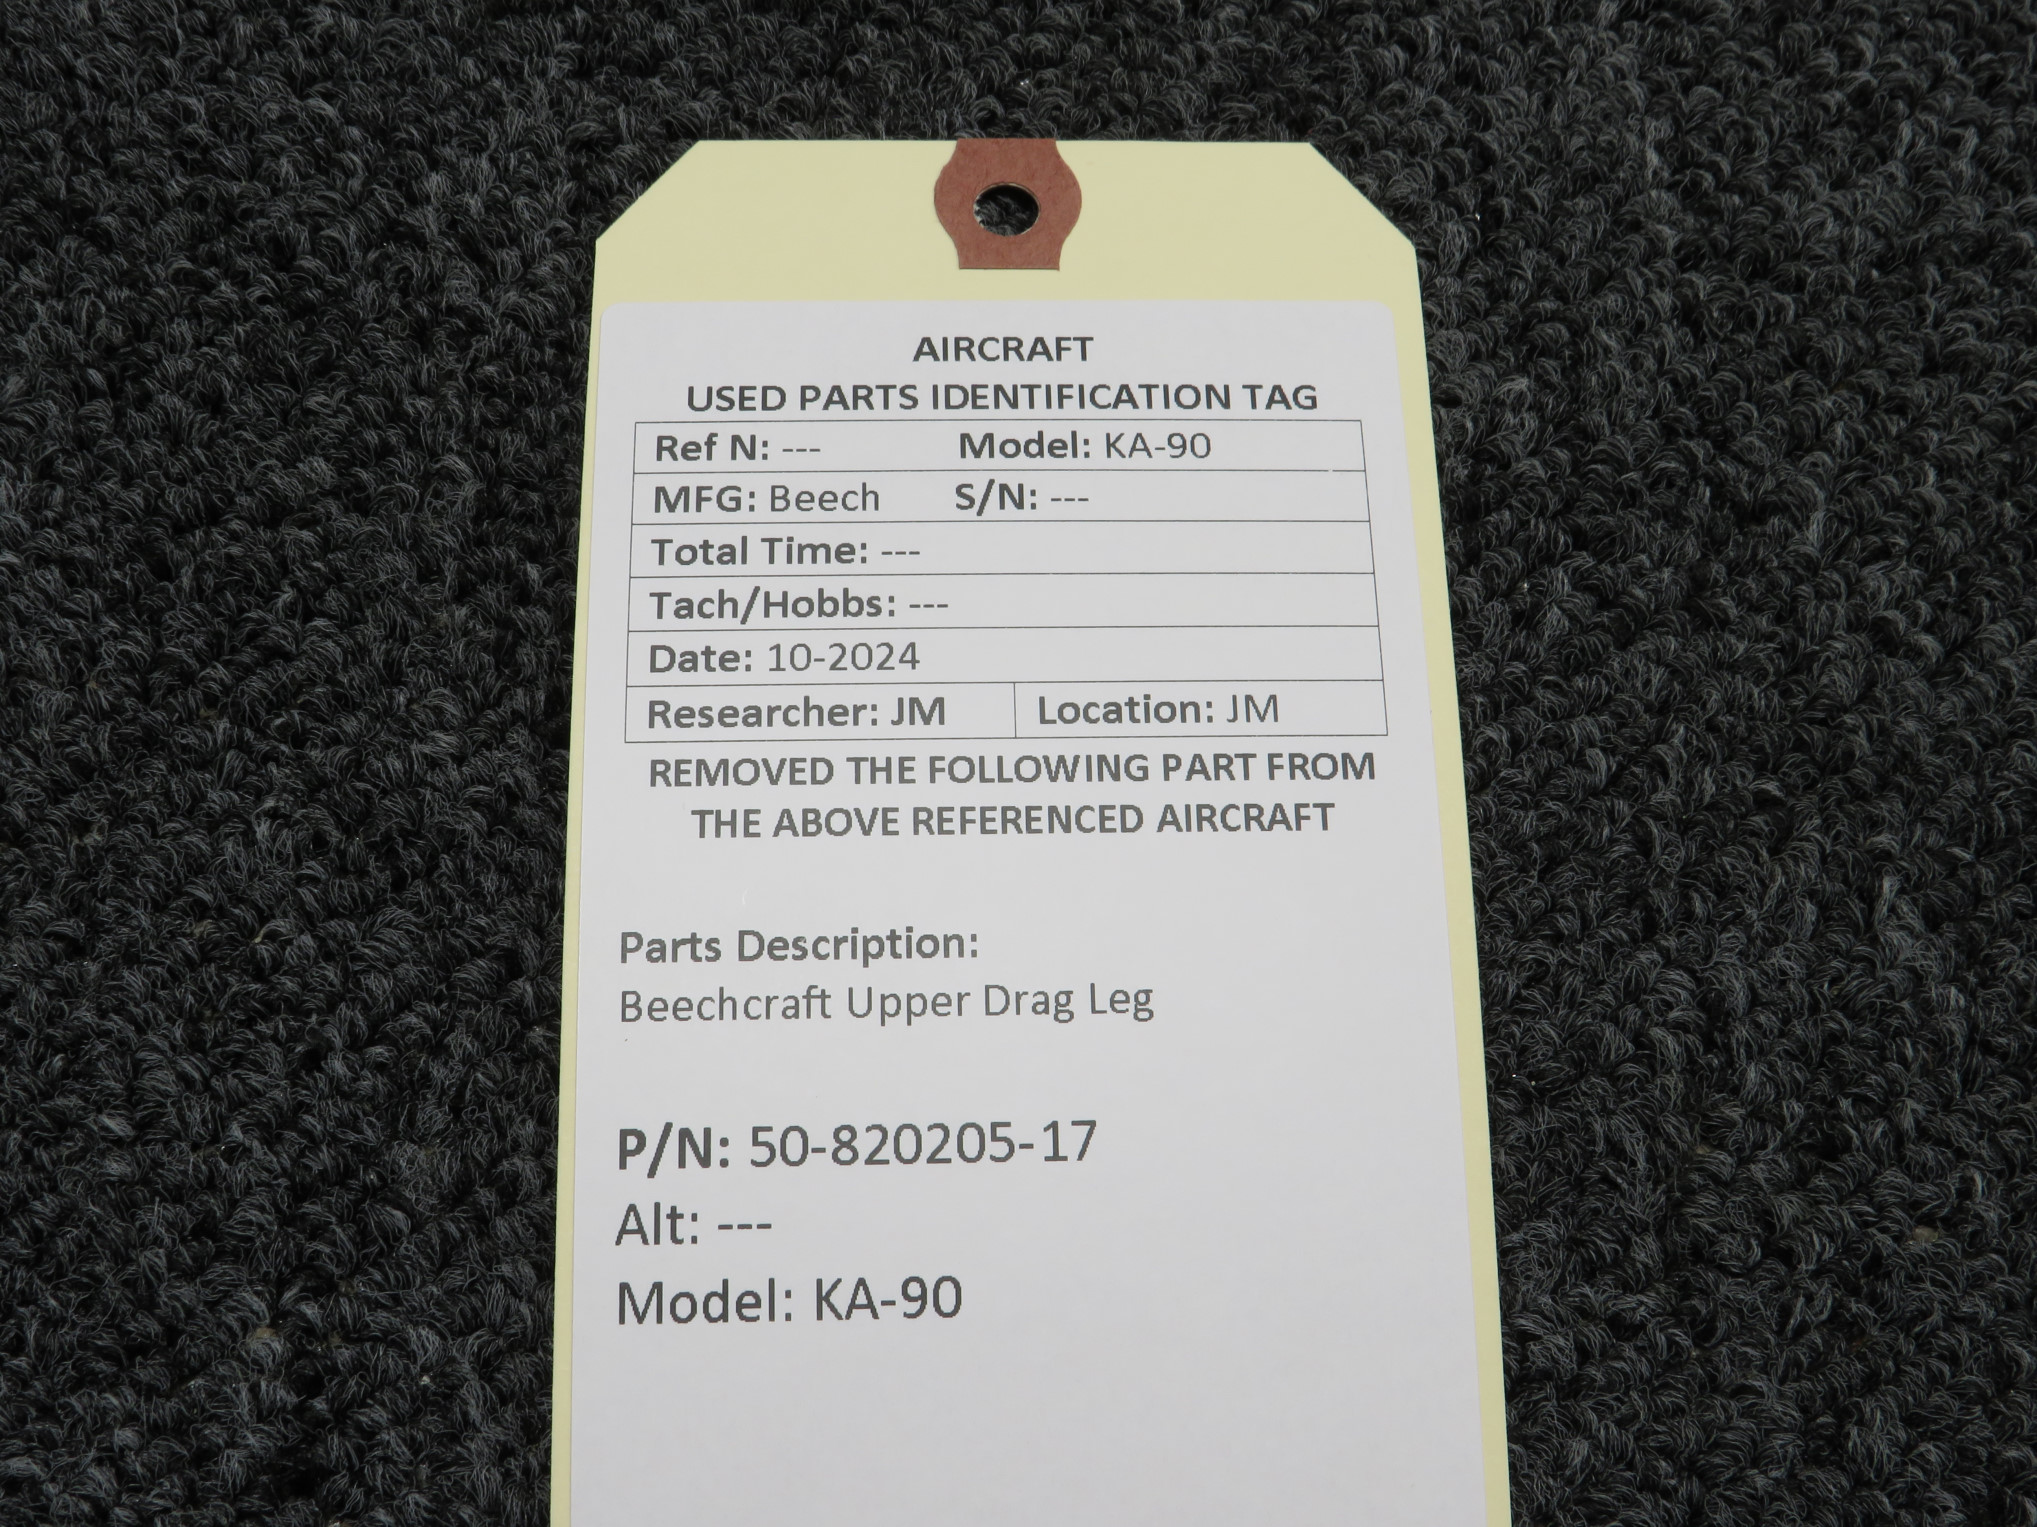 AIRCRAFT
USED PARTS IDENTIFICATION TAG
Ref N: --- Model: KA-90
MFG: Beech S/N: ---
Total Time: ---
Tach/Hobbs: ---
Date: 10-2024
Researcher: JM Location: JM
REMOVED THE FOLLOWING PART FROM
THE ABOVE REFERENCED AIRCRAFT
Parts Description:
Beechcraft Upper Drag Leg
P/N: 50-820205-17
Alt: ---
Model: KA-90